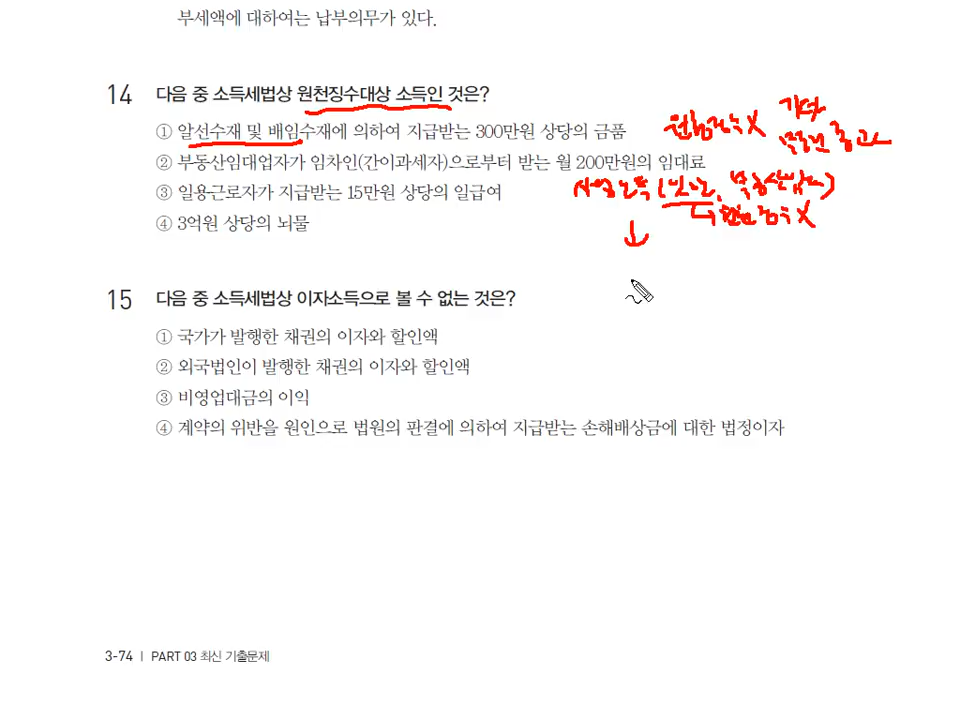 부세액에 대하여는 납부의무가 있다.
14 다음 중 소득세법상 원천징수대상 소득인 것은?
① 알선수재 및 배임수재에 의하여 지급받는 300만원 상당의 금품
② 부동산임대업자가 임차인(간이과세자)으로부터 받는 월 200만원의 임대료
③ 일용근로자가 지급받는 15만원 상당의 일급여
④ 3억원 상당의 뇌물
원천징수 X
사업소득
원천징수 X
15 다음 중 소득세법상 이자소득으로 볼 수 없는 것은?
① 국가가 발행한 채권의 이자와 할인액
② 외국법인이 발행한 채권의 이자와 할인액
③ 비영업대금의 이익
④ 계약의 위반을 원인으로 법원의 판결에 의하여 지급받는 손해배상금에 대한 법정이자
3-74 | PART 03 최신 기출문제